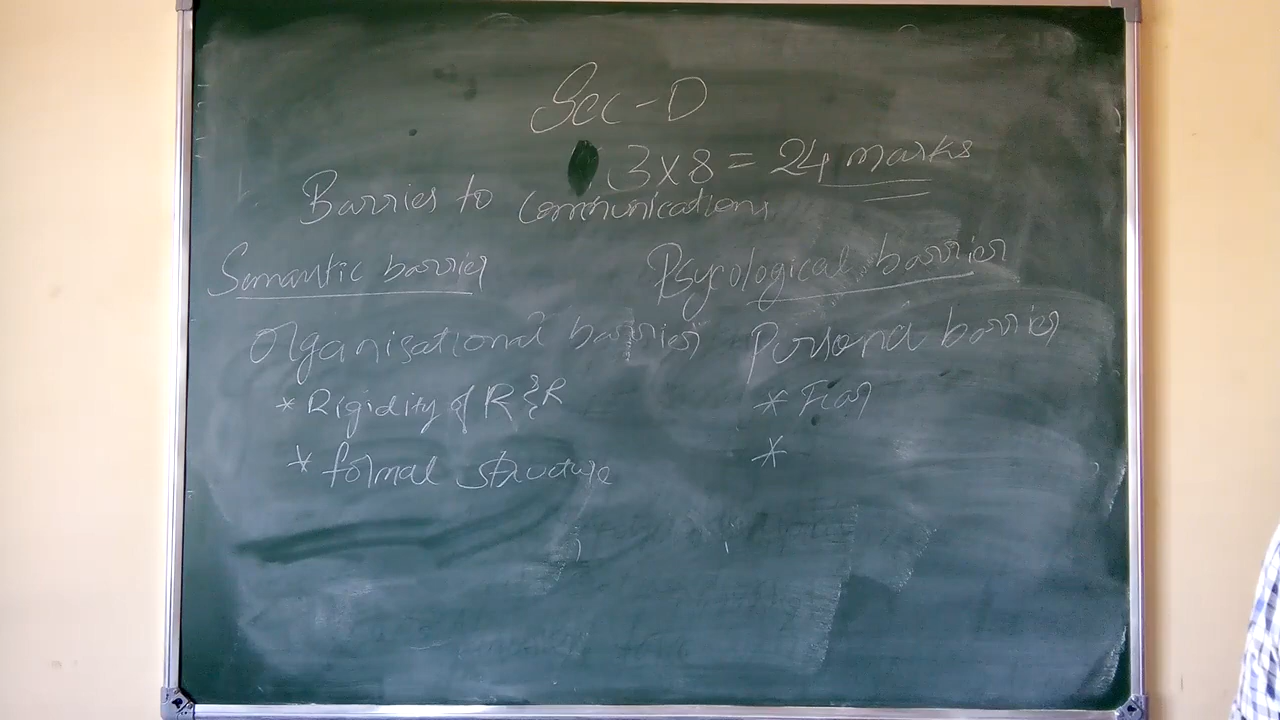 Sec-D
3x8 = 24 marks
Barries to Communications
Semantic barrier
Psycological barrier
Organisational barrier
Personal barrier
* Rigidity of R & R
* Fear
* formal structure
*